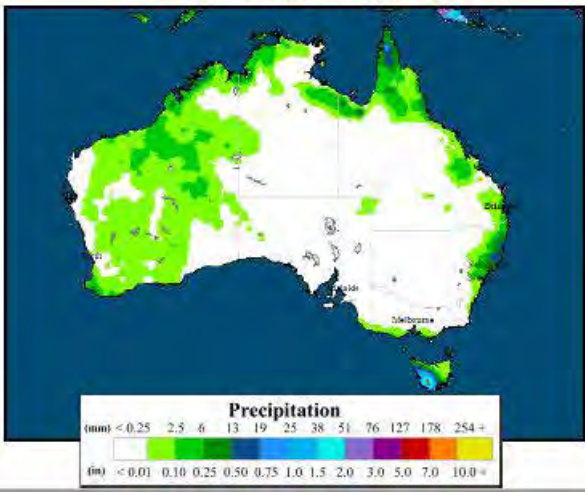 Melbourne
Precipitation
(mm) < 0.25 2.5 6 13 19 25 38 51 76 127 178 254 +
(in) < 0.01 0.10 0.25 0.50 0.75 1.0 1.5 2.0 3.0 5.0 7.0 10.0 +